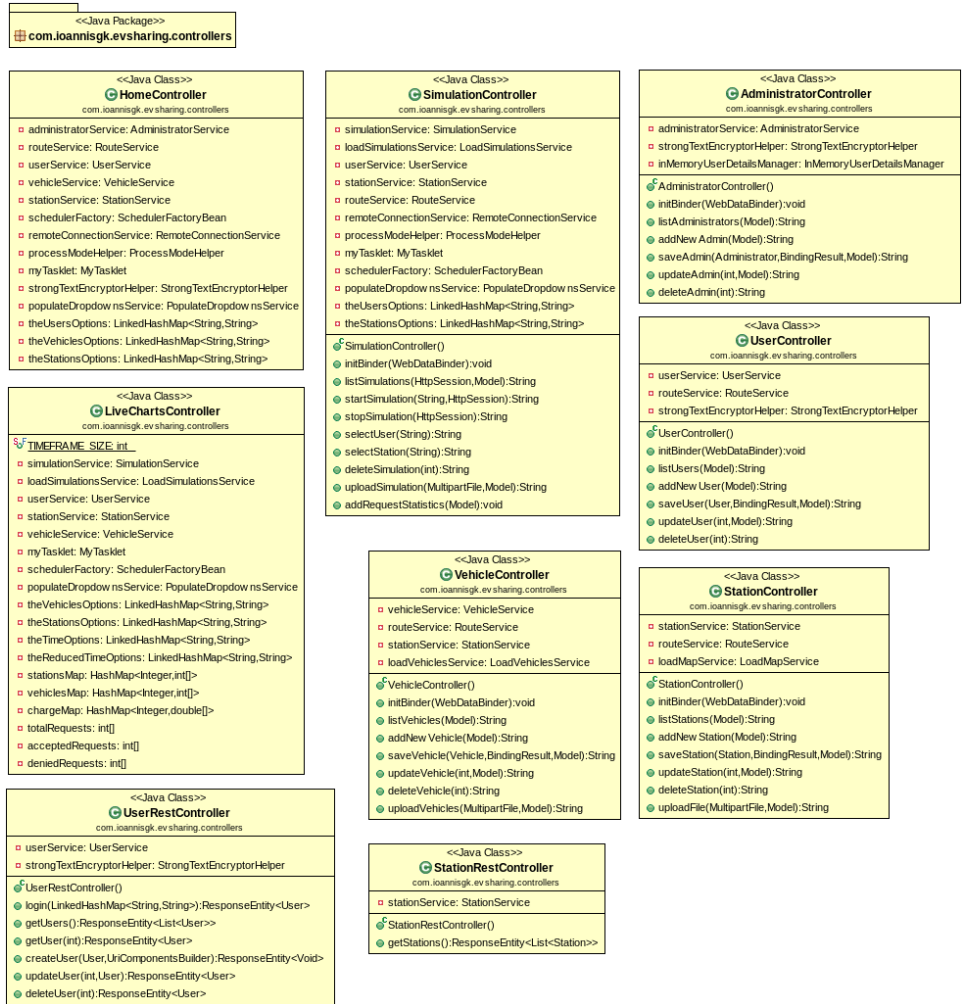 <<Java Package>>
com.ioannisgk.evsharing.controllers
<<Java Class>>
HomeController
com.ioannisgk.evsharing.controllers
administratorService: AdministratorService
routeService: RouteService
userService: UserService
vehicleService: VehicleService
stationService: StationService
schedulerFactory: SchedulerFactoryBean
remoteConnectionService: RemoteConnectionService
processModeHelper: ProcessModeHelper
myTasklet: MyTasklet
strongTextEncryptorHelper: StrongTextEncryptorHelper
populateDropdownsService: PopulateDropdownsService
theUsersOptions: LinkedHashMap<String,String>
theVehiclesOptions: LinkedHashMap<String,String>
theStationsOptions: LinkedHashMap<String,String>
<<Java Class>>
LiveChartsController
com.ioannisgk.evsharing.controllers
TIMEFRAME_SIZE: int
simulationService: SimulationService
loadSimulationsService: LoadSimulationsService
userService: UserService
stationService: StationService
vehicleService: VehicleService
myTasklet: MyTasklet
schedulerFactory: SchedulerFactoryBean
populateDropdownsService: PopulateDropdownsService
theVehiclesOptions: LinkedHashMap<String,String>
theStationsOptions: LinkedHashMap<String,String>
theTimeOptions: LinkedHashMap<String,String>
theReducedTimeOptions: LinkedHashMap<String,String>
stationsMap: HashMap<Integer,int[]>
vehiclesMap: HashMap<Integer,int[]>
chargeMap: HashMap<Integer,double[]>
totalRequests: int[]
acceptedRequests: int[]
deniedRequests: int[]
<<Java Class>>
UserRestController
com.ioannisgk.evsharing.controllers
userService: UserService
strongTextEncryptorHelper: StrongTextEncryptorHelper
UserRestController()
login(LinkedHashMap<String,String>):ResponseEntity<User>
getUsers():ResponseEntity<List<User>>
getUser(int):ResponseEntity<User>
createUser(User,UriComponentsBuilder):ResponseEntity<Void>
updateUser(int,User):ResponseEntity<User>
deleteUser(int):ResponseEntity<User>
<<Java Class>>
SimulationController
com.ioannisgk.evsharing.controllers
simulationService: SimulationService
loadSimulationsService: LoadSimulationsService
userService: UserService
stationService: StationService
routeService: RouteService
remoteConnectionService: RemoteConnectionService
processModeHelper: ProcessModeHelper
myTasklet: MyTasklet
schedulerFactory: SchedulerFactoryBean
populateDropdownsService: PopulateDropdownsService
theUsersOptions: LinkedHashMap<String,String>
theStationsOptions: LinkedHashMap<String,String>
SimulationController()
initBinder(WebDataBinder):void
listSimulations(HttpSession,Model):String
startSimulation(String,HttpSession):String
stopSimulation(HttpSession):String
selectUser(String):String
selectStation(String):String
deleteSimulation(int):String
uploadSimulation(MultipartFile,Model):String
addRequestStatistics(Model):void
<<Java Class>>
VehicleController
com.ioannisgk.evsharing.controllers
vehicleService: VehicleService
routeService: RouteService
stationService: StationService
loadVehiclesService: LoadVehiclesService
VehicleController()
initBinder(WebDataBinder):void
listVehicles(Model):String
addNewVehicle(Model):String
saveVehicle(Vehicle,BindingResult,Model):String
updateVehicle(int,Model):String
deleteVehicle(int):String
uploadVehicles(MultipartFile,Model):String
<<Java Class>>
StationRestController
com.ioannisgk.evsharing.controllers
stationService: StationService
StationRestController()
getStations():ResponseEntity<List<Station>>
<<Java Class>>
AdministratorController
com.ioannisgk.evsharing.controllers
administratorService: AdministratorService
strongTextEncryptorHelper: StrongTextEncryptorHelper
inMemoryUserDetailsManager: InMemoryUserDetailsManager
AdministratorController()
initBinder(WebDataBinder):void
listAdministrators(Model):String
addNewAdmin(Model):String
saveAdmin(Administrator,BindingResult,Model):String
updateAdmin(int,Model):String
deleteAdmin(int):String
<<Java Class>>
UserController
com.ioannisgk.evsharing.controllers
userService: UserService
routeService: RouteService
strongTextEncryptorHelper: StrongTextEncryptorHelper
UserController()
initBinder(WebDataBinder):void
listUsers(Model):String
addNewUser(Model):String
saveUser(User,BindingResult,Model):String
updateUser(int,Model):String
deleteUser(int):String
<<Java Class>>
StationController
com.ioannisgk.evsharing.controllers
stationService: StationService
routeService: RouteService
loadMapService: LoadMapService
StationController()
initBinder(WebDataBinder):void
listStations(Model):String
addNewStation(Model):String
saveStation(Station,BindingResult,Model):String
updateStation(int,Model):String
deleteStation(int):String
uploadFile(MultipartFile,Model):String